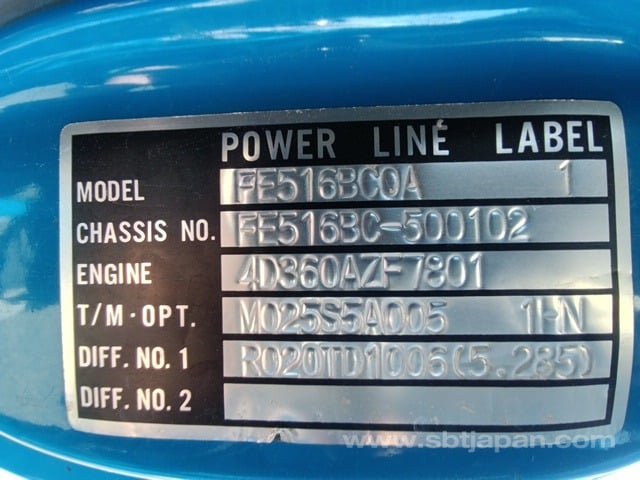 POWER LINE LABEL
MODEL FE516BC0A 1
CHASSIS NO. FE516BC-500102
ENGINE 4D360AZF7801
T/M·OPT. M025S5A005 1HN
DIFF. NO. 1 R020TD1006(5.285)
DIFF. NO. 2
www.sbtjapan.com